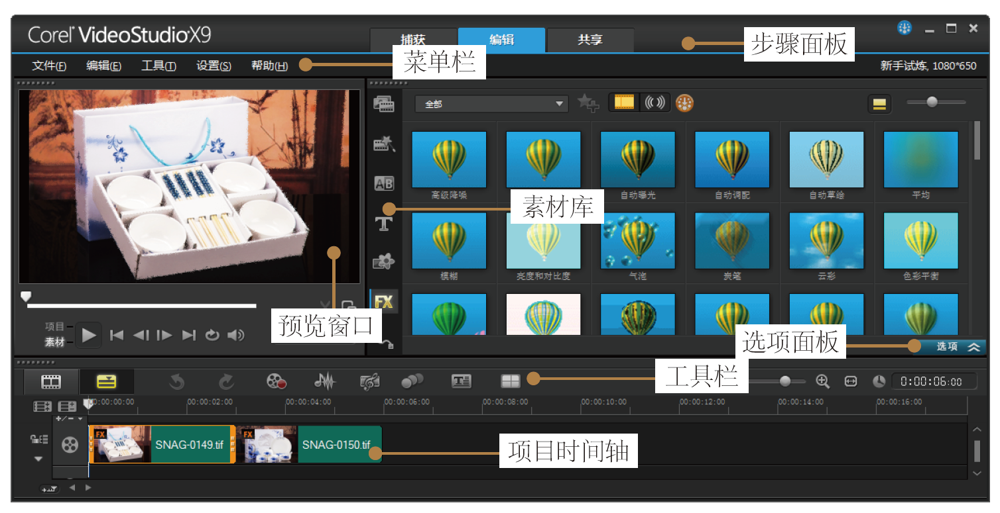 Corel VideoStudio X9
捕获 编辑 共享
步骤面板
文件(F) 编辑(E) 工具(T) 设置(S) 帮助(H)
菜单栏
新手试炼, 1080*650
全部
AB
高级降噪 自动曝光 自动调配 自动草绘 平均
素材库
T
模糊 亮度和对比度 气泡 炭笔 云彩 色彩平衡
FX
预览窗口
项目
素材
选项面板
选项
工具栏
0:00:06:00
00:00:00:00 00:00:02:00 00:00:04:00 00:00:06:00 00:00:08:00 00:00:10:00 00:00:12:00 00:00:14:00 00:00:16:00
FX SNAG-0149.tif FX SNAG-0150.tif
项目时间轴